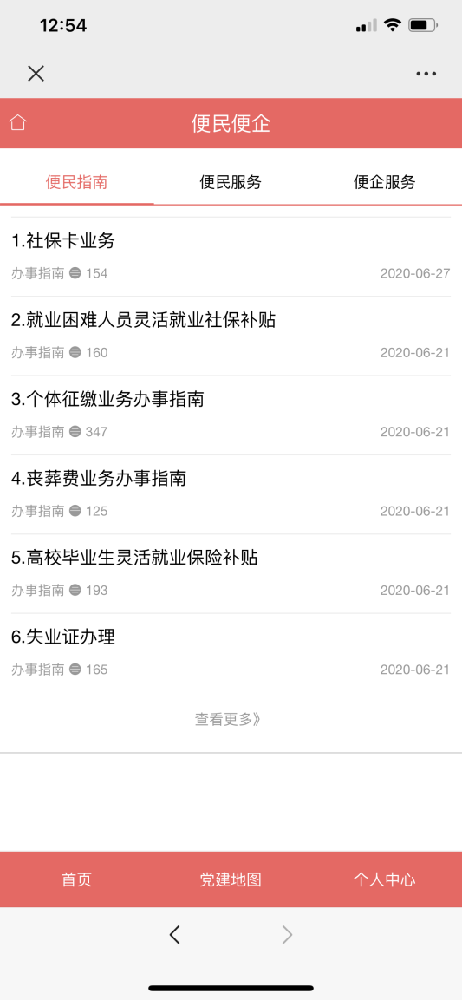 12:54
便民便企
便民指南 便民服务 便企服务
1.社保卡业务
办事指南 154 2020-06-27
2.就业困难人员灵活就业社保补贴
办事指南 160 2020-06-21
3.个体征缴业务办事指南
办事指南 347 2020-06-21
4.丧葬费业务办事指南
办事指南 125 2020-06-21
5.高校毕业生灵活就业保险补贴
办事指南 193 2020-06-21
6.失业证办理
办事指南 165 2020-06-21
查看更多》
首页 党建地图 个人中心